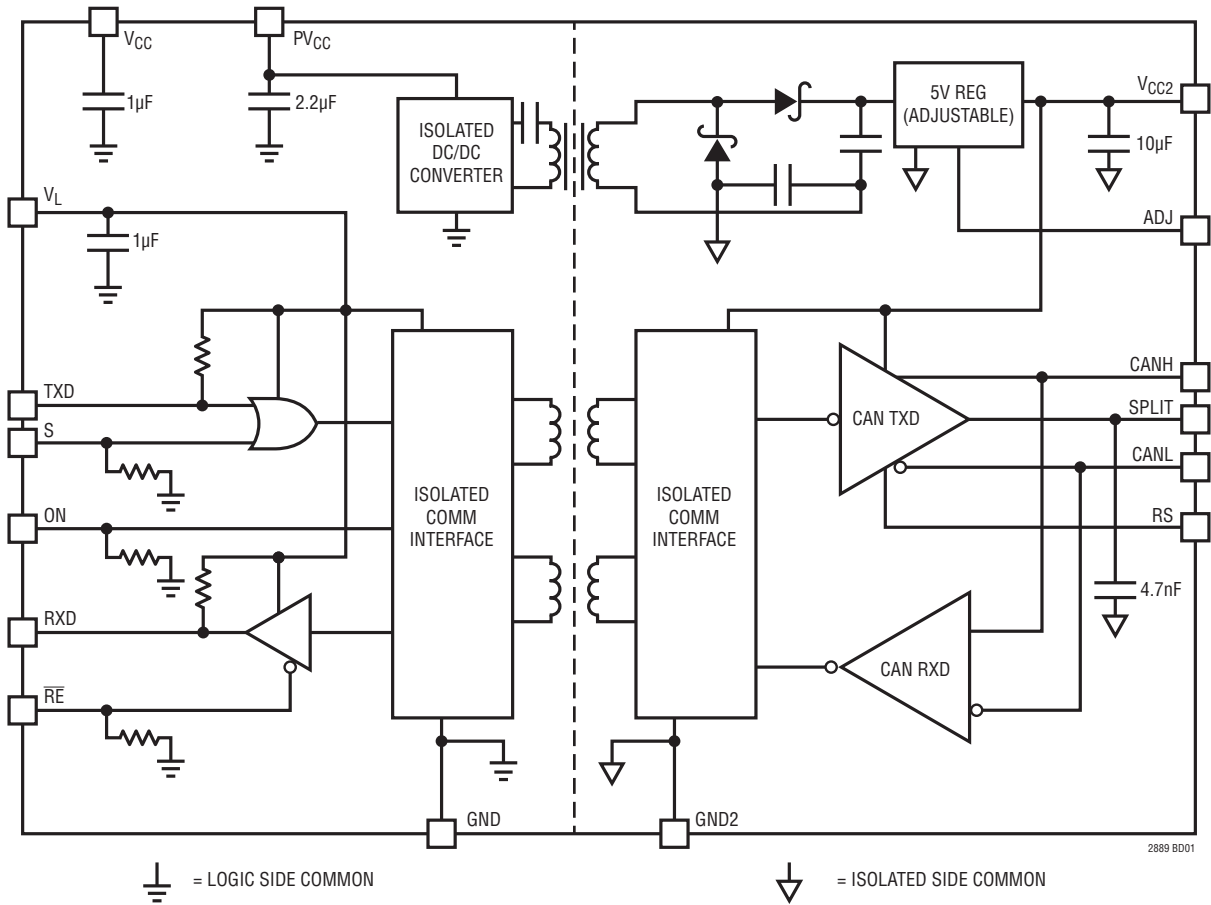 VCC
PVCC
1µF
2.2µF
ISOLATED
DC/DC
CONVERTER
5V REG
(ADJUSTABLE)
VCC2
10µF
VL
1µF
ADJ
TXD
S
ON
RXD
RE
ISOLATED
COMM
INTERFACE
ISOLATED
COMM
INTERFACE
CAN TXD
CANH
SPLIT
CANL
RS
4.7nF
CAN RXD
GND
GND2
2889 BD01
= LOGIC SIDE COMMON
= ISOLATED SIDE COMMON